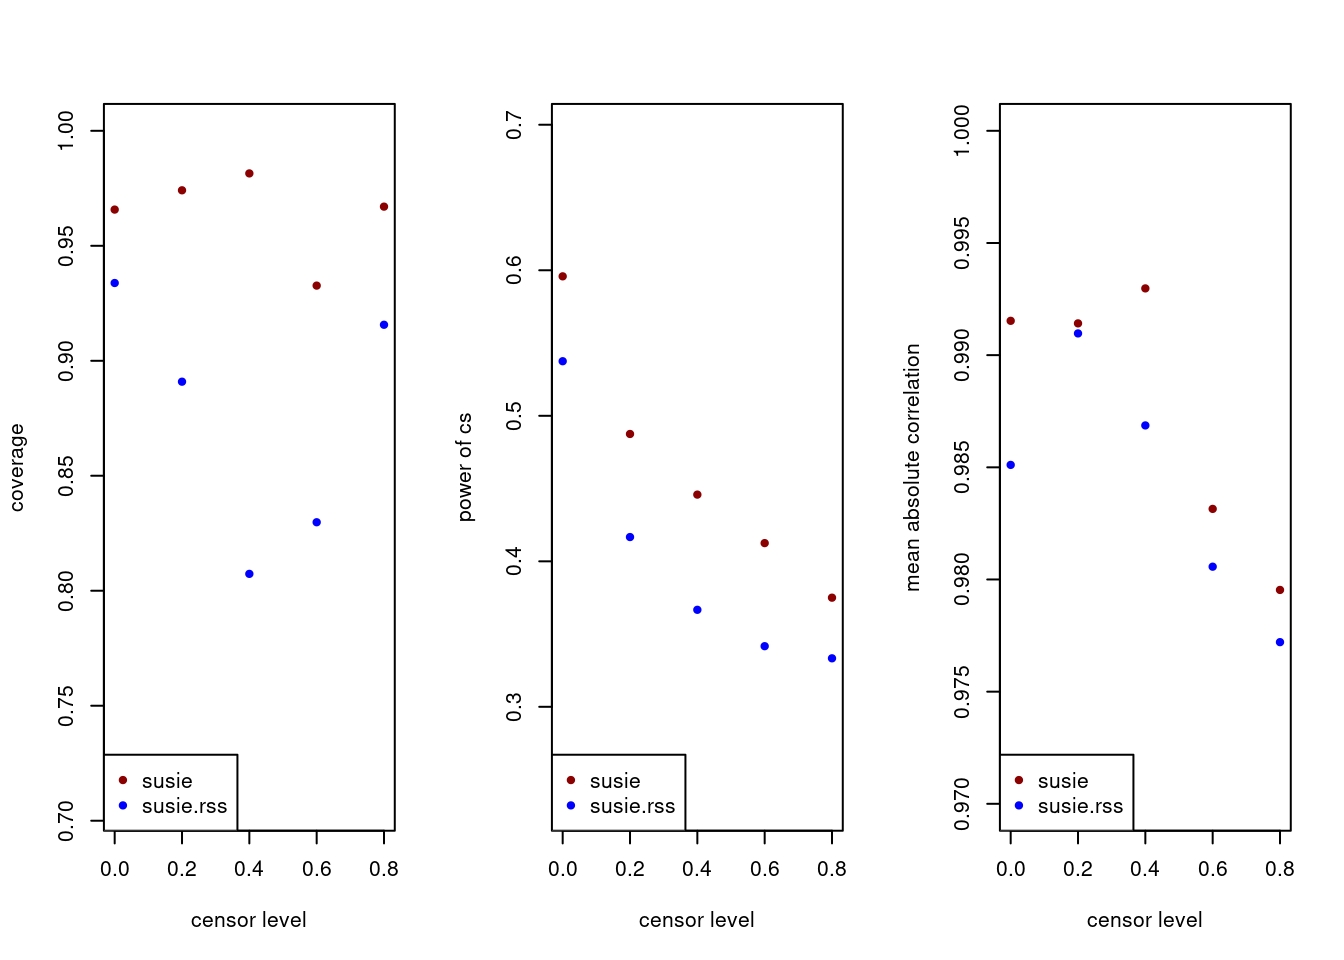 coverage
1.00
0.95
0.90
0.85
0.80
0.75
0.70
susie
susie.rss
0.0 0.2 0.4 0.6 0.8
censor level
power of cs
0.7
0.6
0.5
0.4
0.3
susie
susie.rss
0.0 0.2 0.4 0.6 0.8
censor level
mean absolute correlation
1.000
0.995
0.990
0.985
0.980
0.975
0.970
susie
susie.rss
0.0 0.2 0.4 0.6 0.8
censor level